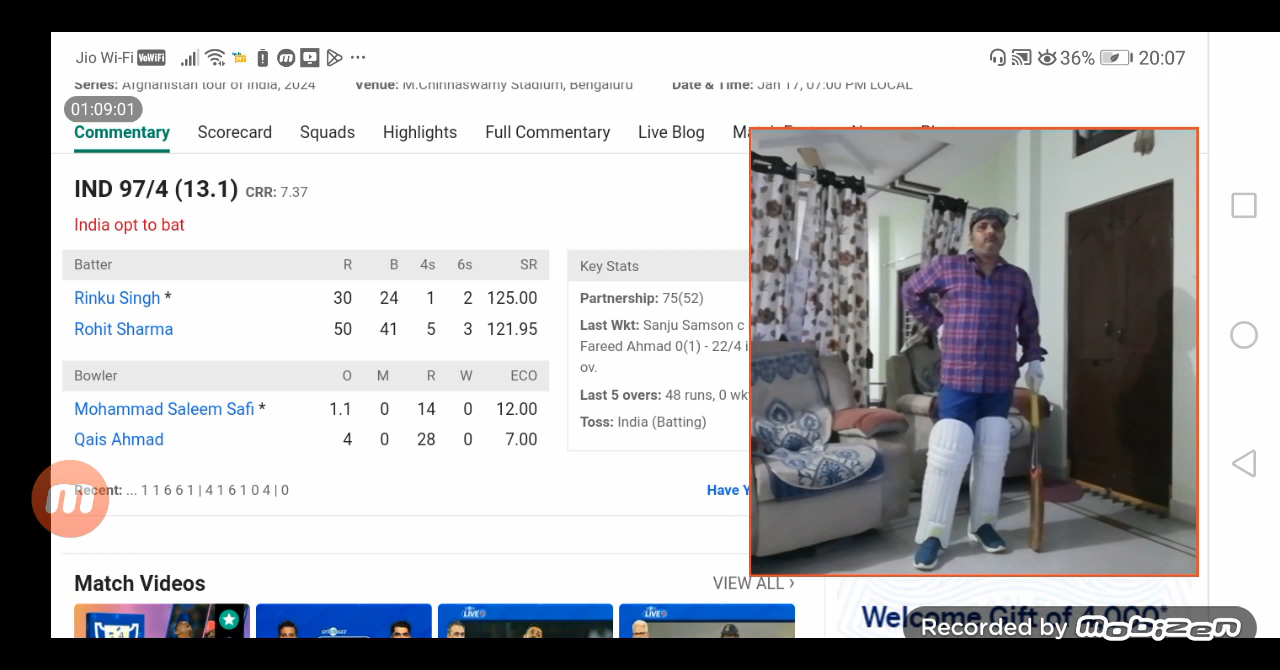 Jio Wi-Fi VoWiFi 36% 20:07
Series: Afghanistan tour of India, 2024 Venue: M.Chinnaswamy Stadium, Bengaluru Date & Time: Jan 17, 07:00 PM LOCAL
01:09:01
Commentary Scorecard Squads Highlights Full Commentary Live Blog
IND 97/4 (13.1) CRR: 7.37
India opt to bat
Batter R B 4s 6s SR
Rinku Singh * 30 24 1 2 125.00
Rohit Sharma 50 41 5 3 121.95
Bowler O M R W ECO
Mohammad Saleem Safi * 1.1 0 14 0 12.00
Qais Ahmad 4 0 28 0 7.00
Key Stats
Partnership: 75(52)
Last Wkt: Sanju Samson c
Fareed Ahmad 0(1) - 22/4 i
ov.
Last 5 overs: 48 runs, 0 wk
Toss: India (Batting)
Recent: ... 1 1 6 6 1 | 4 1 6 1 0 4 | 0
Have Y
Match Videos
VIEW ALL ›
LIVE
LIVE
Welcome Gift of 4,000*
Recorded by mobizen